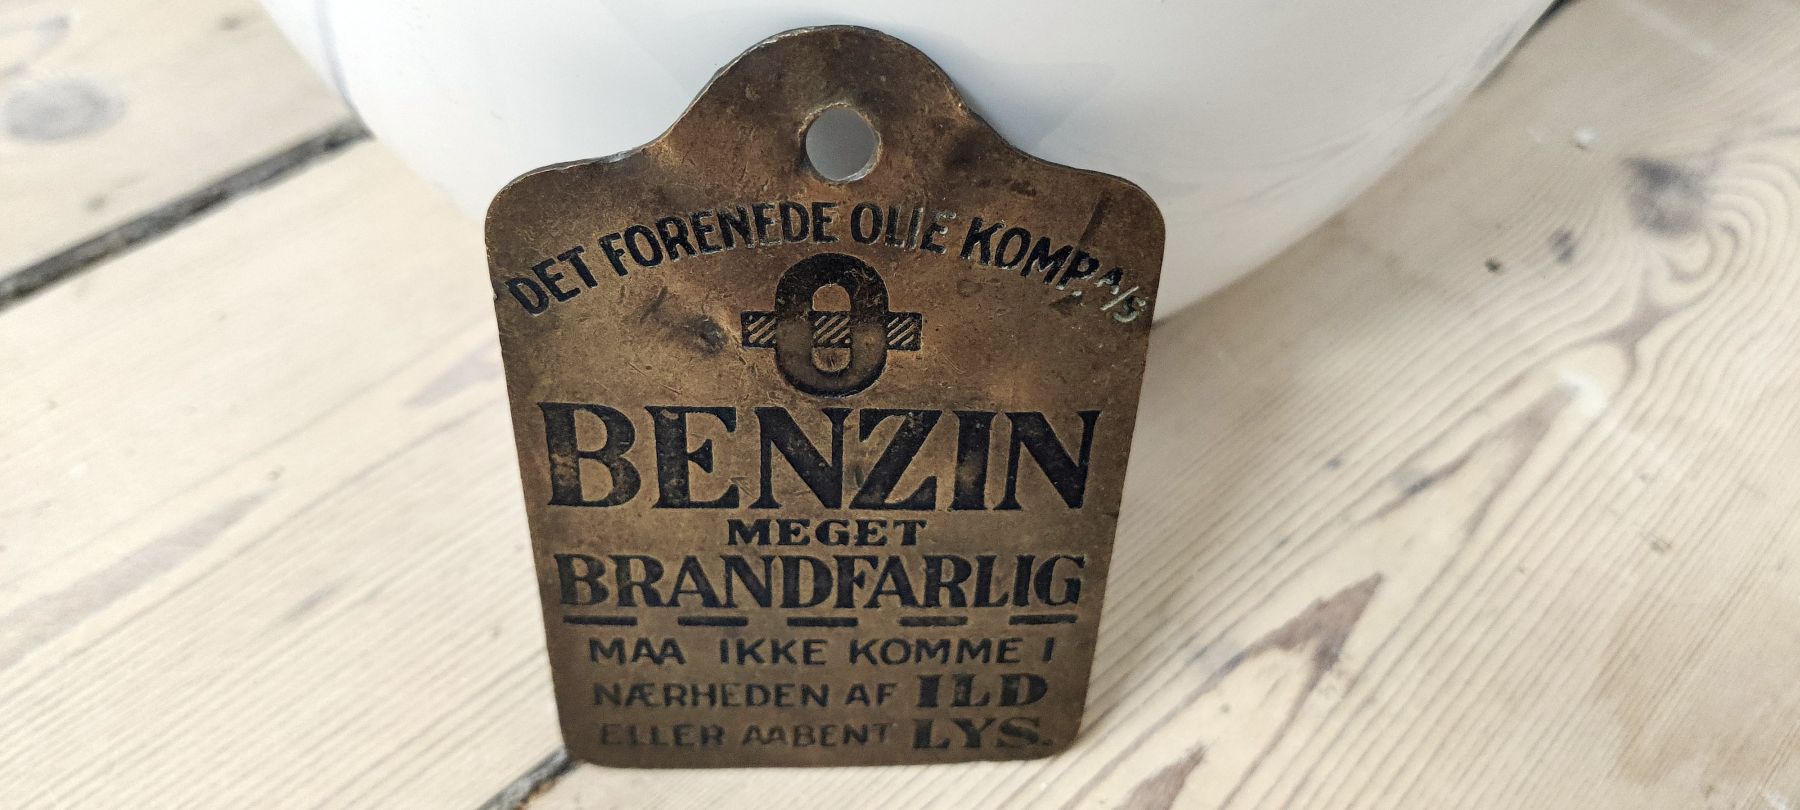 DET FORENEDE OLIE KOMP. A/S
BENZIN
MEGET
BRANDFARLIG
MAA IKKE KOMME I
NÆRHEDEN AF ILD
ELLER AABENT LYS.